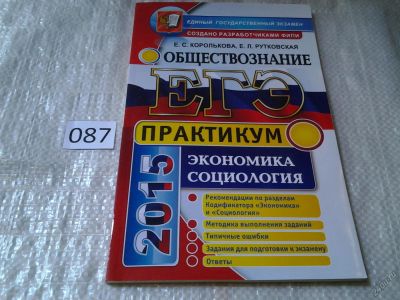 ЕДИНЫЙ ГОСУДАРСТВЕННЫЙ ЭКЗАМЕН
СОЗДАНО РАЗРАБОТЧИКАМИ ФИПИ
Е. С. КОРОЛЬКОВА, Е. Л. РУТКОВСКАЯ
ОБЩЕСТВОЗНАНИЕ
ЕГЭ
087
ПРАКТИКУМ
2015
ЭКОНОМИКА
СОЦИОЛОГИЯ
Рекомендации по разделам
Кодификатора «Экономика»
и «Социология»
Методика выполнения заданий
Типичные ошибки
Задания для подготовки к экзамену
Ответы